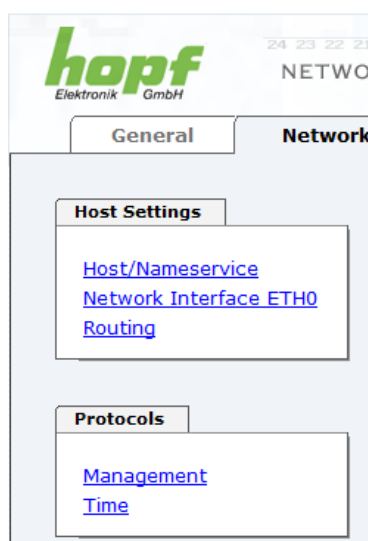 hopf
Elektronik GmbH
24 23 22 21
NETWO
General
Network
Host Settings
Host/Nameservice
Network Interface ETH0
Routing
Protocols
Management
Time